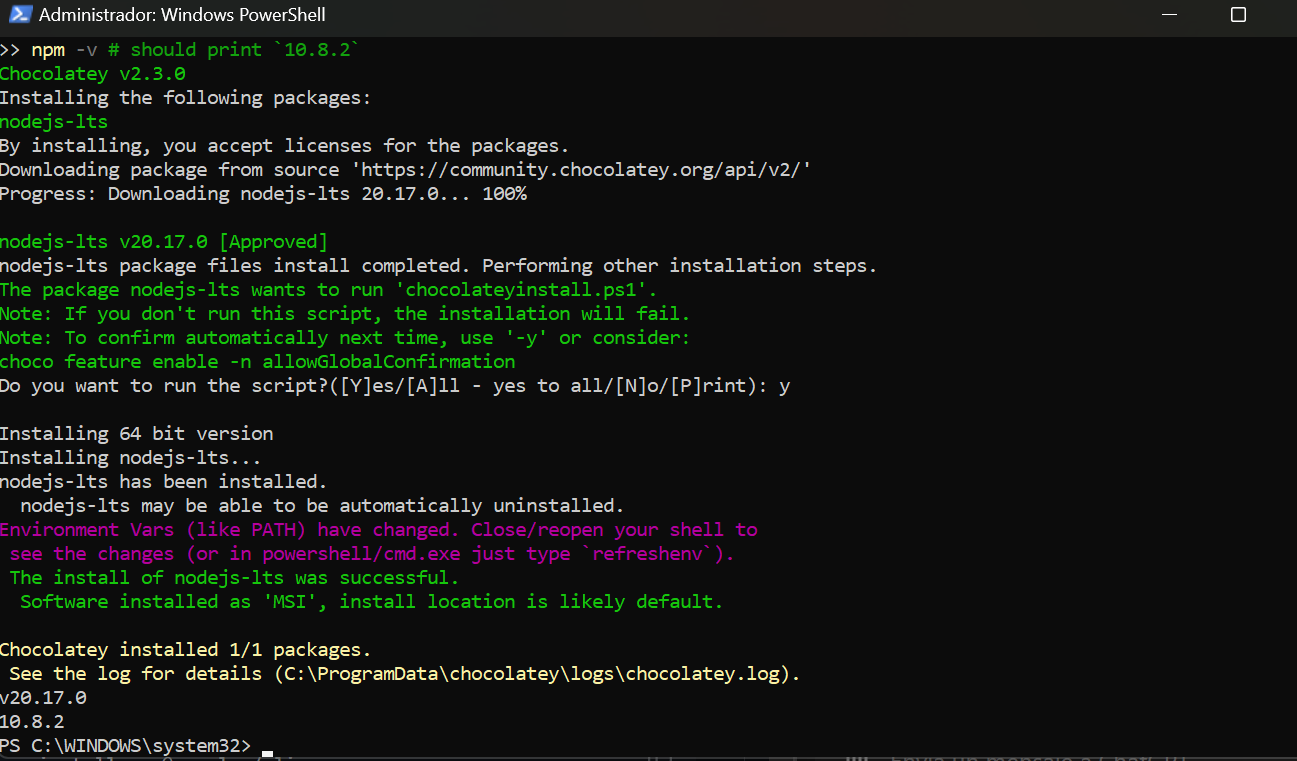 Administrador: Windows PowerShell
>> npm -v # should print `10.8.2`
Chocolatey v2.3.0
Installing the following packages:
nodejs-lts
By installing, you accept licenses for the packages.
Downloading package from source 'https://community.chocolatey.org/api/v2/'
Progress: Downloading nodejs-lts 20.17.0... 100%
nodejs-lts v20.17.0 [Approved]
nodejs-lts package files install completed. Performing other installation steps.
The package nodejs-lts wants to run 'chocolateyinstall.ps1'.
Note: If you don't run this script, the installation will fail.
Note: To confirm automatically next time, use '-y' or consider:
choco feature enable -n allowGlobalConfirmation
Do you want to run the script?([Y]es/[A]ll - yes to all/[N]o/[P]rint): y
Installing 64 bit version
Installing nodejs-lts...
nodejs-lts has been installed.
nodejs-lts may be able to be automatically uninstalled.
Environment Vars (like PATH) have changed. Close/reopen your shell to
see the changes (or in powershell/cmd.exe just type `refreshenv`).
The install of nodejs-lts was successful.
Software installed as 'MSI', install location is likely default.
Chocolatey installed 1/1 packages.
See the log for details (C:\ProgramData\chocolatey\logs\chocolatey.log).
v20.17.0
10.8.2
PS C:\WINDOWS\system32>